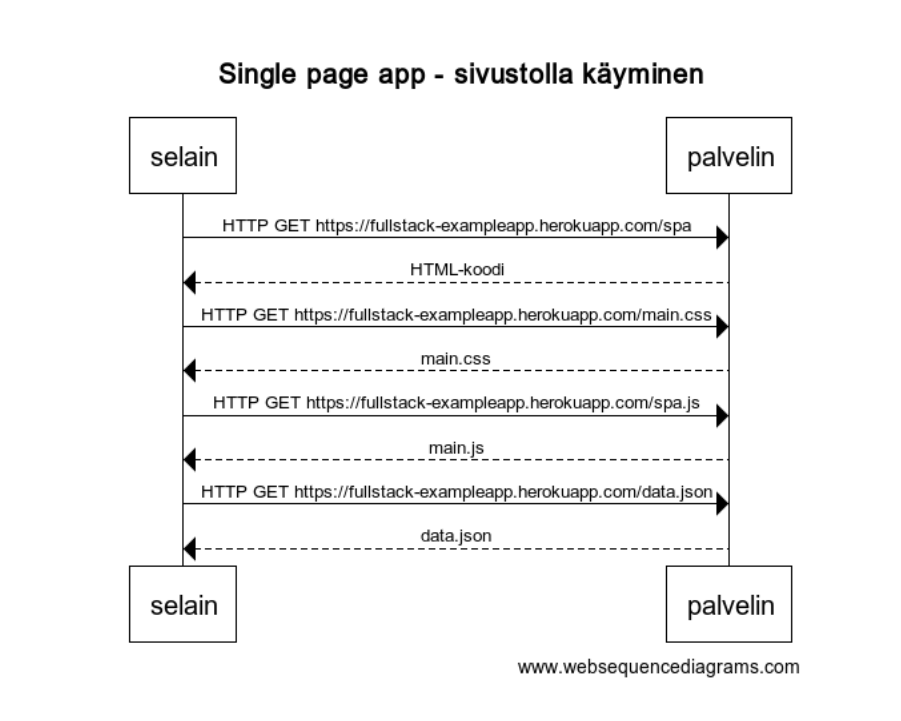 Single page app - sivustolla käyminen
selain
palvelin
HTTP GET https://fullstack-exampleapp.herokuapp.com/spa
HTML-koodi
HTTP GET https://fullstack-exampleapp.herokuapp.com/main.css
main.css
HTTP GET https://fullstack-exampleapp.herokuapp.com/spa.js
main.js
HTTP GET https://fullstack-exampleapp.herokuapp.com/data.json
data.json
selain
palvelin
www.websequencediagrams.com